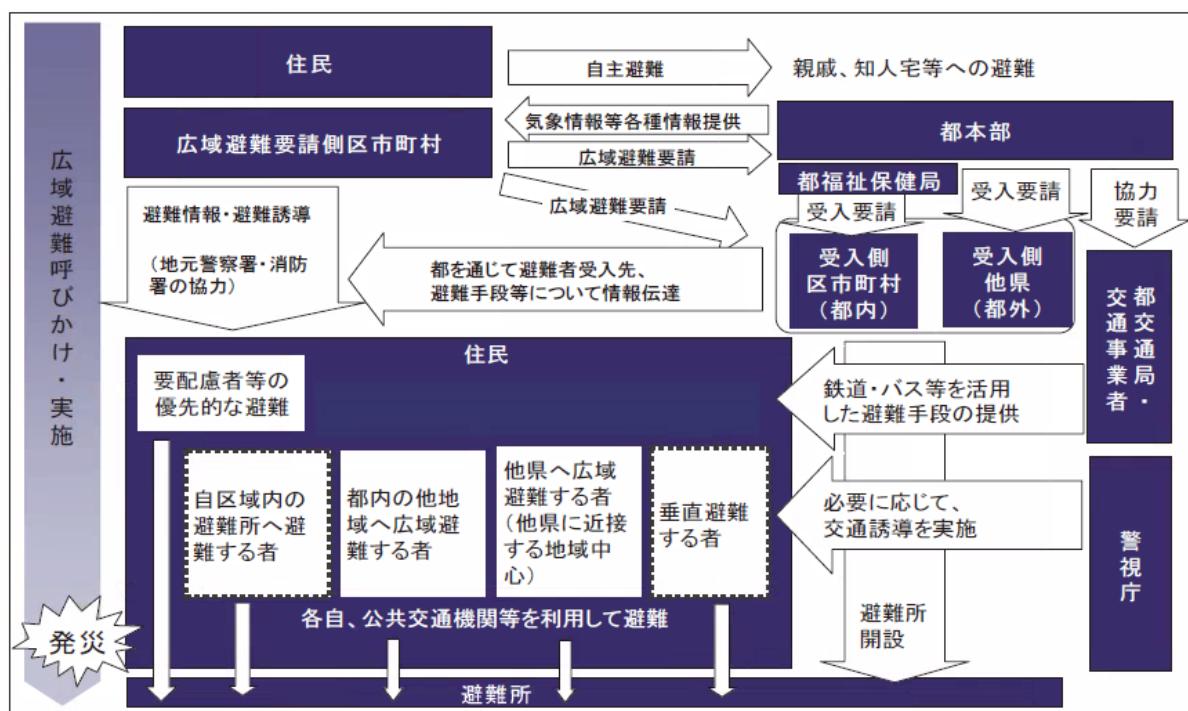 広域避難呼びかけ・実施
発災
住民
自主避難
親戚、知人宅等への避難
広域避難要請側区市町村
気象情報等各種情報提供
広域避難要請
都本部
広域避難要請
都福祉保健局
受入要請
受入要請
協力
要請
受入側
区市町村
（都内）
受入側
他県
（都外）
避難情報・避難誘導
（地元警察署・消防
署の協力）
都を通じて避難者受入先、
避難手段等について情報伝達
都交通局・
交通事業者
住民
要配慮者等の
優先的な避難
鉄道・バス等を活用
した避難手段の提供
自区域内の
避難所へ避
難する者
都内の他地
域へ広域避
難する者
他県へ広域
避難する者
（他県に近接
する地域中
心）
垂直避難
する者
必要に応じて、
交通誘導を実施
警視庁
各自、公共交通機関等を利用して避難
避難所
開設
避難所